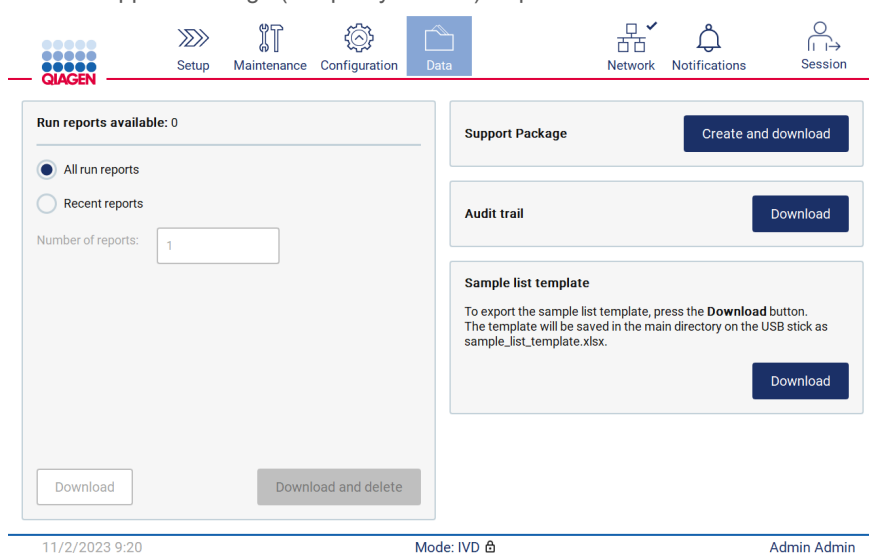 Setup
Maintenance
Configuration
Data
Network
Notifications
Session
QIAGEN
Run reports available: 0
All run reports
Recent reports
Number of reports:
1
Download
Download and delete
Support Package
Create and download
Audit trail
Download
Sample list template
To export the sample list template, press the Download button.
The template will be saved in the main directory on the USB stick as
sample_list_template.xlsx.
Download
11/2/2023 9:20
Mode: IVD
Admin Admin